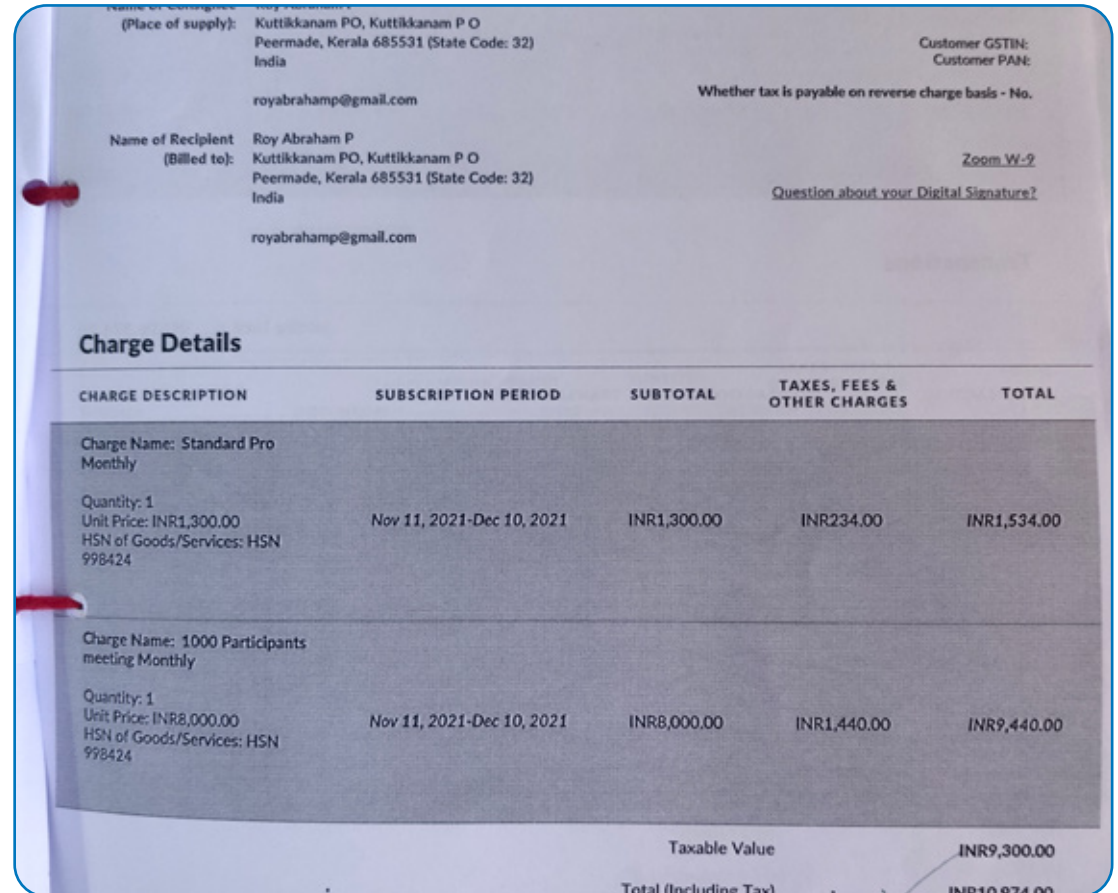 (Place of supply): Kuttikkanam PO, Kuttikkanam P O
Peermade, Kerala 685531 (State Code: 32)
India
royabrahamp@gmail.com
Customer GSTIN:
Customer PAN:
Whether tax is payable on reverse charge basis - No.
Name of Recipient Roy Abraham P
(Billed to): Kuttikkanam PO, Kuttikkanam P O
Peermade, Kerala 685531 (State Code: 32)
India
royabrahamp@gmail.com
Zoom W-9
Question about your Digital Signature?
Charge Details
CHARGE DESCRIPTION SUBSCRIPTION PERIOD SUBTOTAL TAXES, FEES & OTHER CHARGES TOTAL
Charge Name: Standard Pro
Monthly
Quantity: 1
Unit Price: INR1,300.00
HSN of Goods/Services: HSN
998424
Nov 11, 2021-Dec 10, 2021 INR1,300.00 INR234.00 INR1,534.00
Charge Name: 1000 Participants
meeting Monthly
Quantity: 1
Unit Price: INR8,000.00
HSN of Goods/Services: HSN
998424
Nov 11, 2021-Dec 10, 2021 INR8,000.00 INR1,440.00 INR9,440.00
Taxable Value INR9,300.00
Total (Including Tax) INR10,974.00